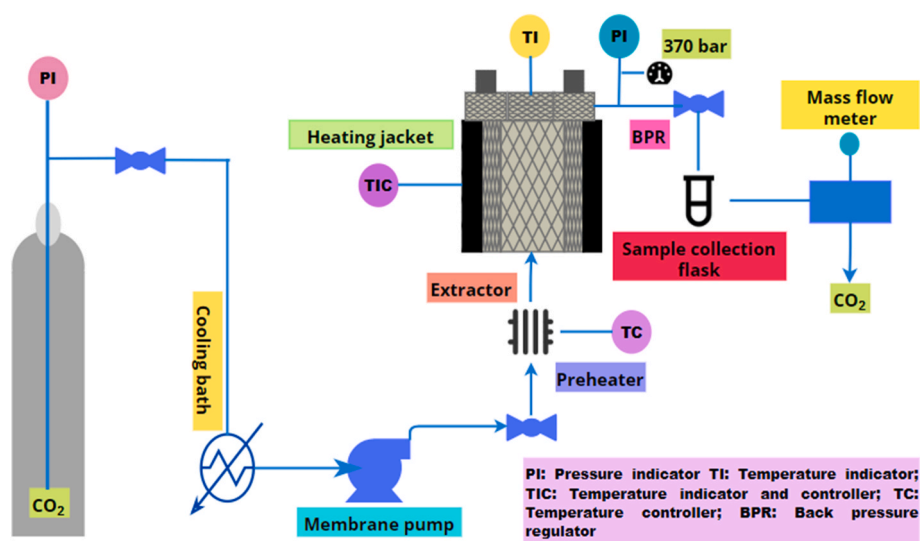 PI
TI
PI
370 bar
Mass flow
meter
BPR
Heating jacket
TIC
Sample collection
flask
Extractor
CO₂
TC
Preheater
Cooling bath
CO₂
Membrane pump
PI: Pressure indicator TI: Temperature indicator;
TIC: Temperature indicator and controller; TC:
Temperature controller; BPR: Back pressure
regulator